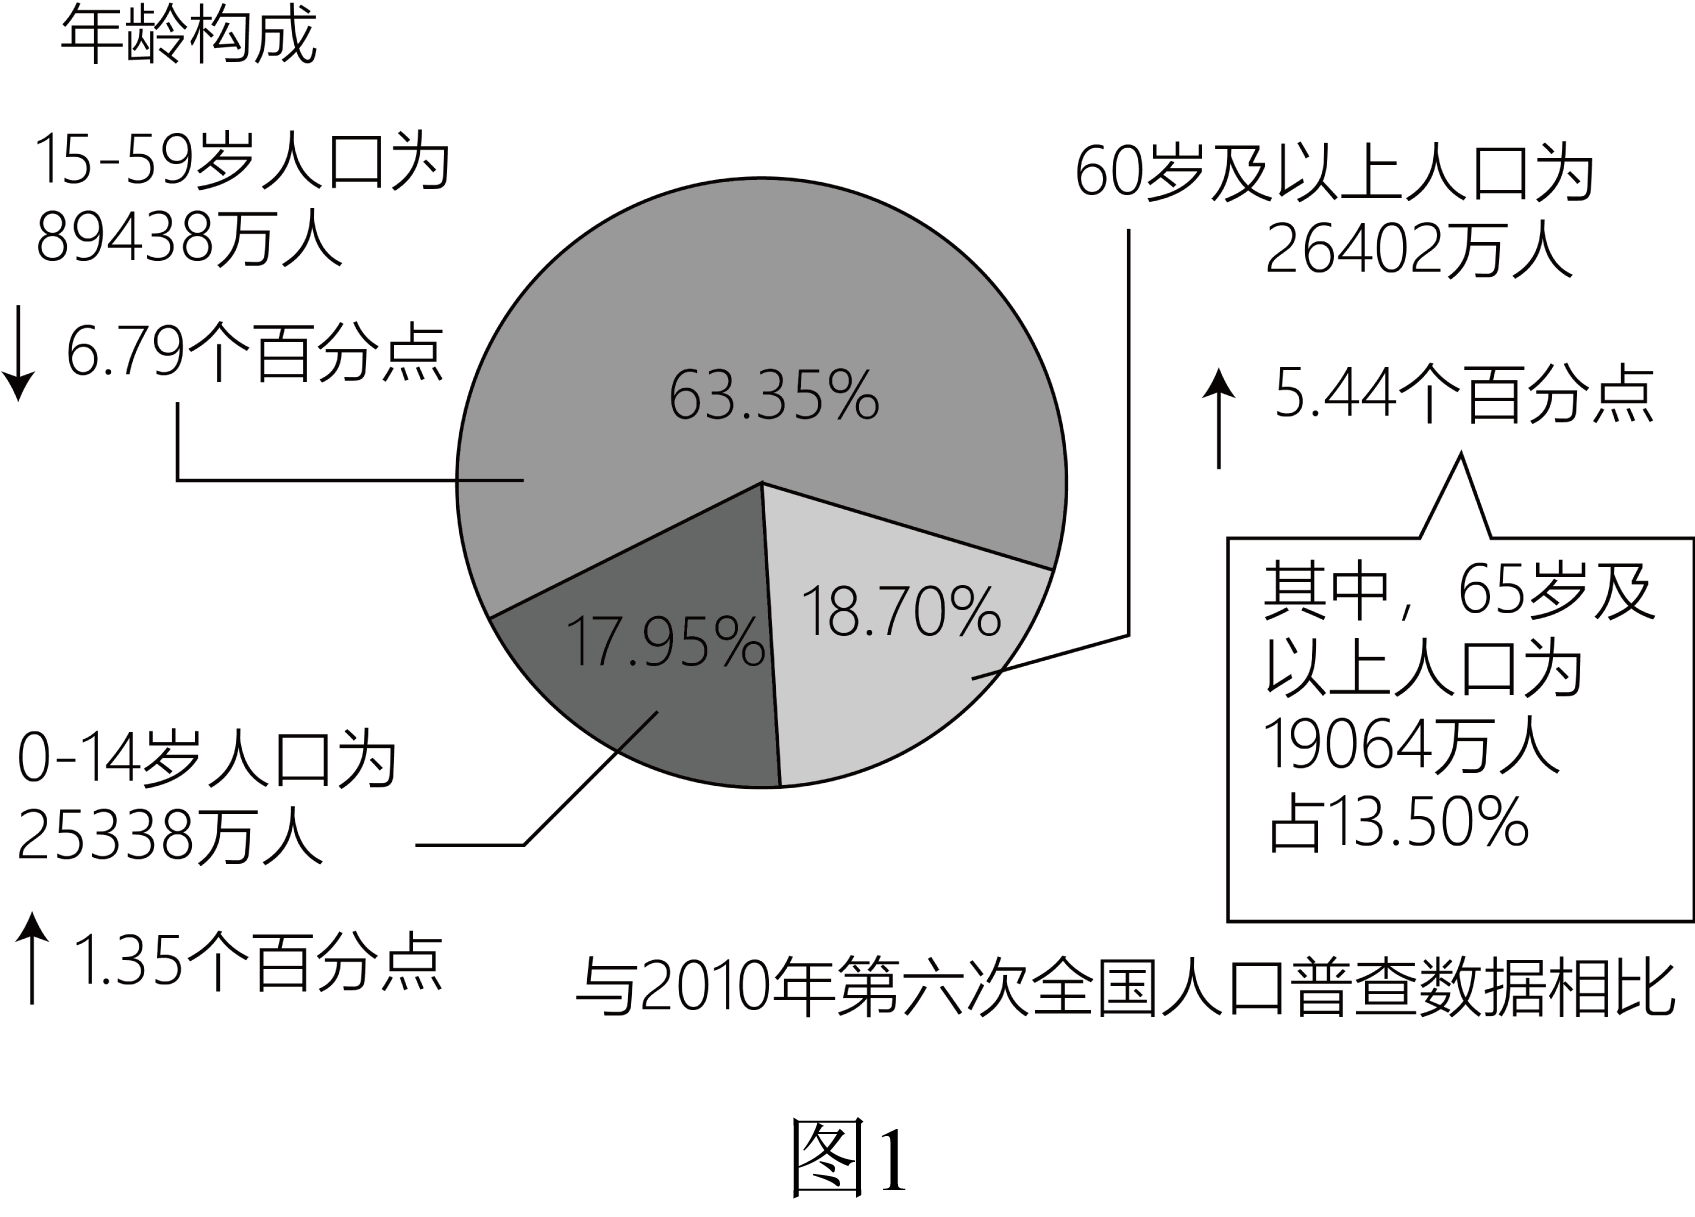 年龄构成
15-59岁人口为
89438万人
6.79个百分点
63.35%
60岁及以上人口为
26402万人
5.44个百分点
其中，65岁及
以上人口为
19064万人
占13.50%
18.70%
17.95%
0-14岁人口为
25338万人
1.35个百分点
与2010年第六次全国人口普查数据相比
图1